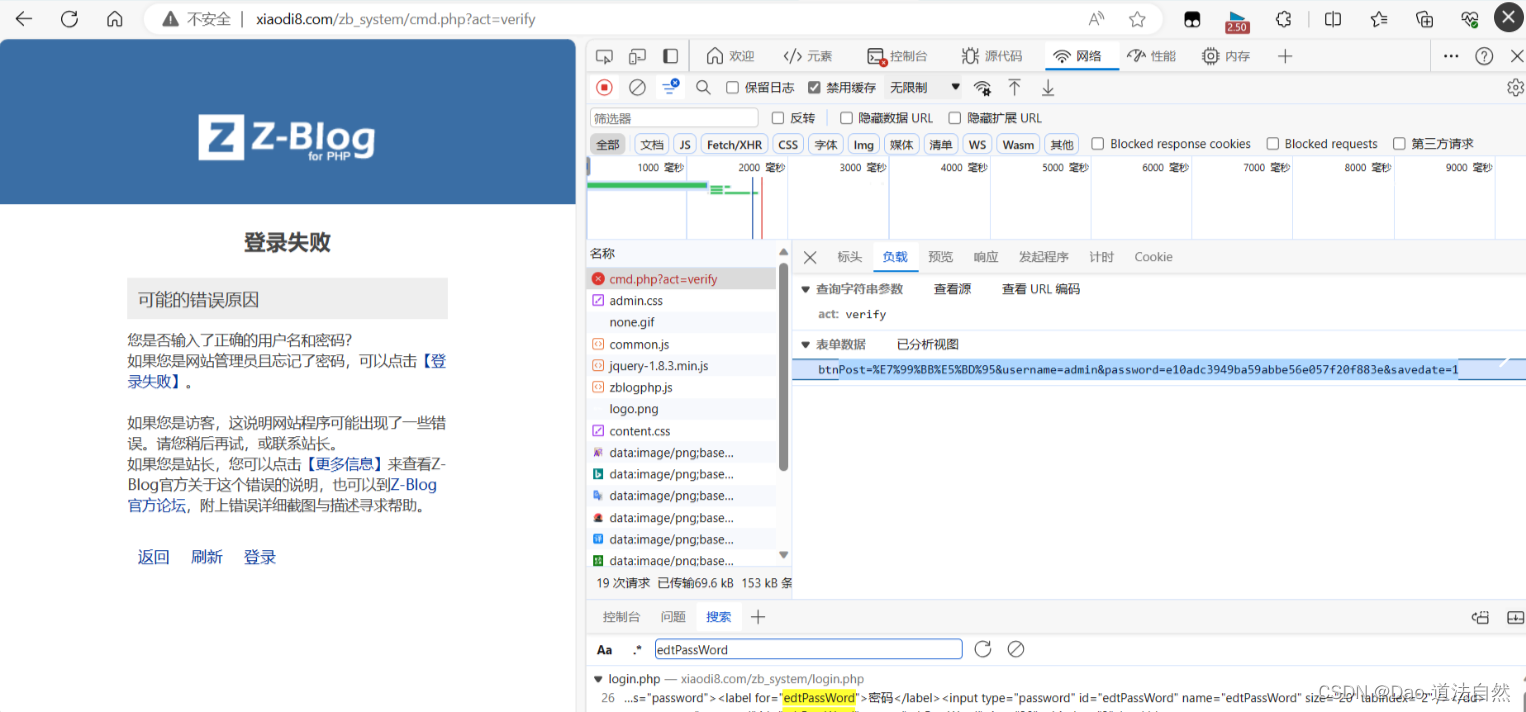 不安全 xiaodi8.com/zb_system/cmd.php?act=verify
2.50
欢迎 元素 控制台 源代码 网络 性能 内存
保留日志 禁用缓存 无限制
筛选器 反转 隐藏数据 URL 隐藏扩展 URL
全部 文档 JS Fetch/XHR CSS 字体 Img 媒体 清单 WS Wasm 其他 Blocked response cookies Blocked requests 第三方请求
1000 毫秒 2000 毫秒 3000 毫秒 4000 毫秒 5000 毫秒 6000 毫秒 7000 毫秒 8000 毫秒 9000 毫秒
Z Z-Blog
for PHP
登录失败
可能的错误原因
您是否输入了正确的用户名和密码?
如果您是网站管理员且忘记了密码，可以点击【登
录失败】。
如果您是访客，这说明网站程序可能出现了一些错
误。请您稍后再试，或联系站长。
如果您是站长，您可以点击【更多信息】来查看Z-
Blog官方关于这个错误的说明，也可以到Z-Blog
官方论坛，附上错误详细截图与描述寻求帮助。
返回 刷新 登录
名称
cmd.php?act=verify
admin.css
none.gif
common.js
jquery-1.8.3.min.js
zblogphp.js
logo.png
content.css
data:image/png;base...
data:image/png;base...
data:image/png;base...
data:image/png;base...
data:image/png;base...
data:image/png;base...
19 次请求 已传输69.6 kB 153 kB 条
标头 负载 预览 响应 发起程序 计时 Cookie
查询字符串参数 查看源 查看 URL 编码
act: verify
表单数据 已分析视图
btnPost=%E7%99%BB%E5%BD%95&username=admin&password=e10adc3949ba59abbe56e057f20f883e&savedate=1
控制台 问题 搜索
Aa .* edtPassWord
login.php — xiaodi8.com/zb_system/login.php
26 ...s="password"><label for="edtPassWord">密码</label><input type="password" id="edtPassWord" name="edtPassWord" size="20" tabindex="2" /></dd>
CSDN @Dao-道法自然